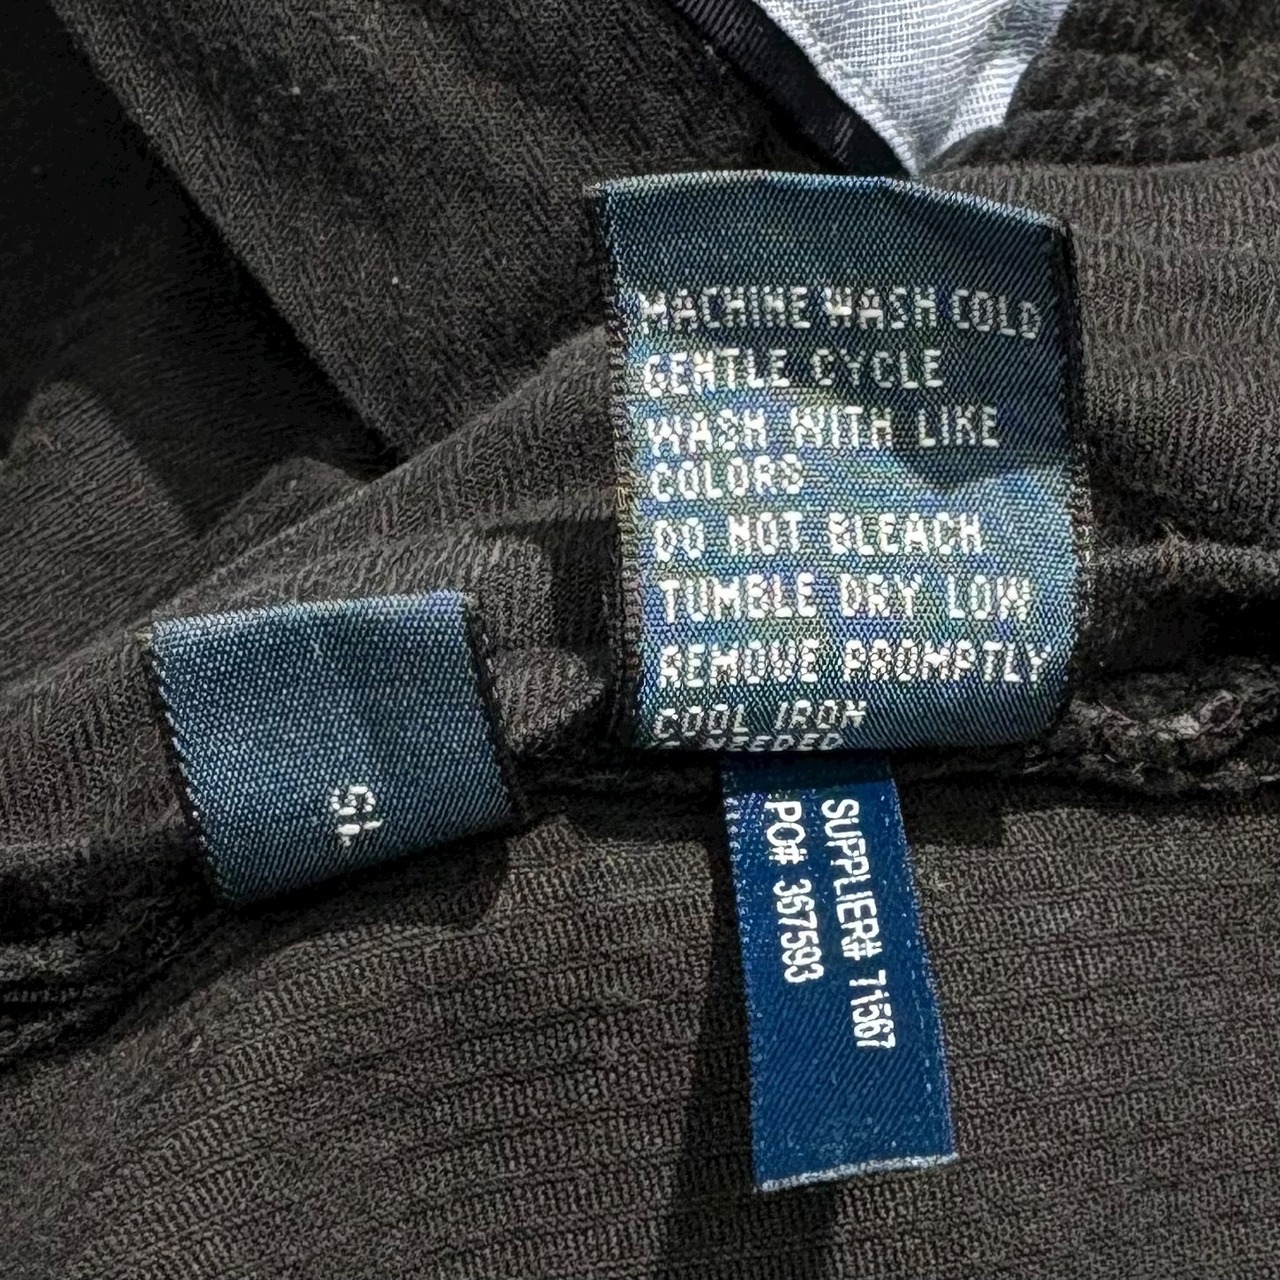 MACHINE WASH COLD
GENTLE CYCLE
WASH WITH LIKE
COLORS
DO NOT BLEACH
TUMBLE DRY LOW
REMOVE PROMPTLY
COOL IRON
NEEDED
SUPPLIER# 71567
PO# 367593